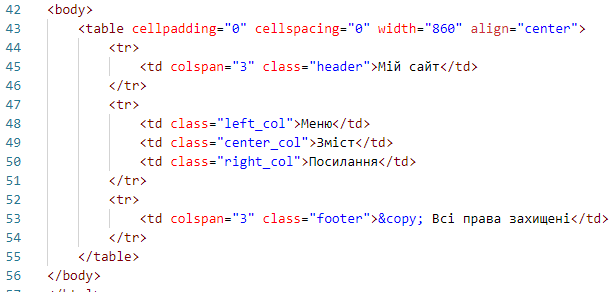 42 <body>
43 <table cellpadding="0" cellspacing="0" width="860" align="center">
44 <tr>
45 <td colspan="3" class="header">Мій сайт</td>
46 </tr>
47 <tr>
48 <td class="left_col">Меню</td>
49 <td class="center_col">Зміст</td>
50 <td class="right_col">Посилання</td>
51 </tr>
52 <tr>
53 <td colspan="3" class="footer">&copy; Всі права захищені</td>
54 </tr>
55 </table>
56 </body>